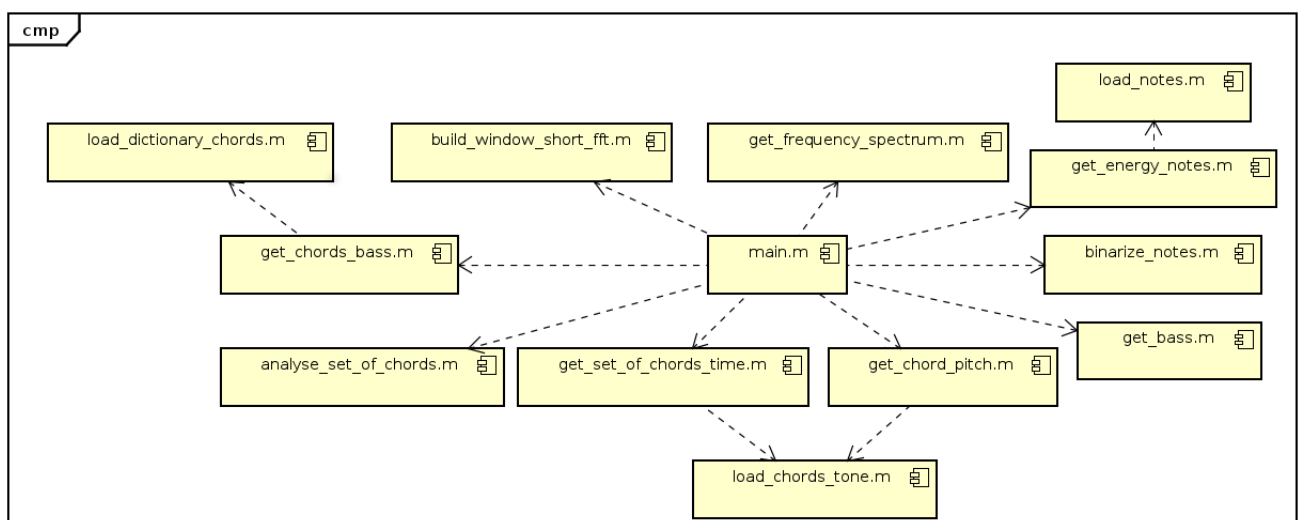 cmp
load_notes.m
load_dictionary_chords.m
build_window_short_fft.m
get_frequency_spectrum.m
get_energy_notes.m
get_chords_bass.m
main.m
binarize_notes.m
get_bass.m
analyse_set_of_chords.m
get_set_of_chords_time.m
get_chord_pitch.m
load_chords_tone.m